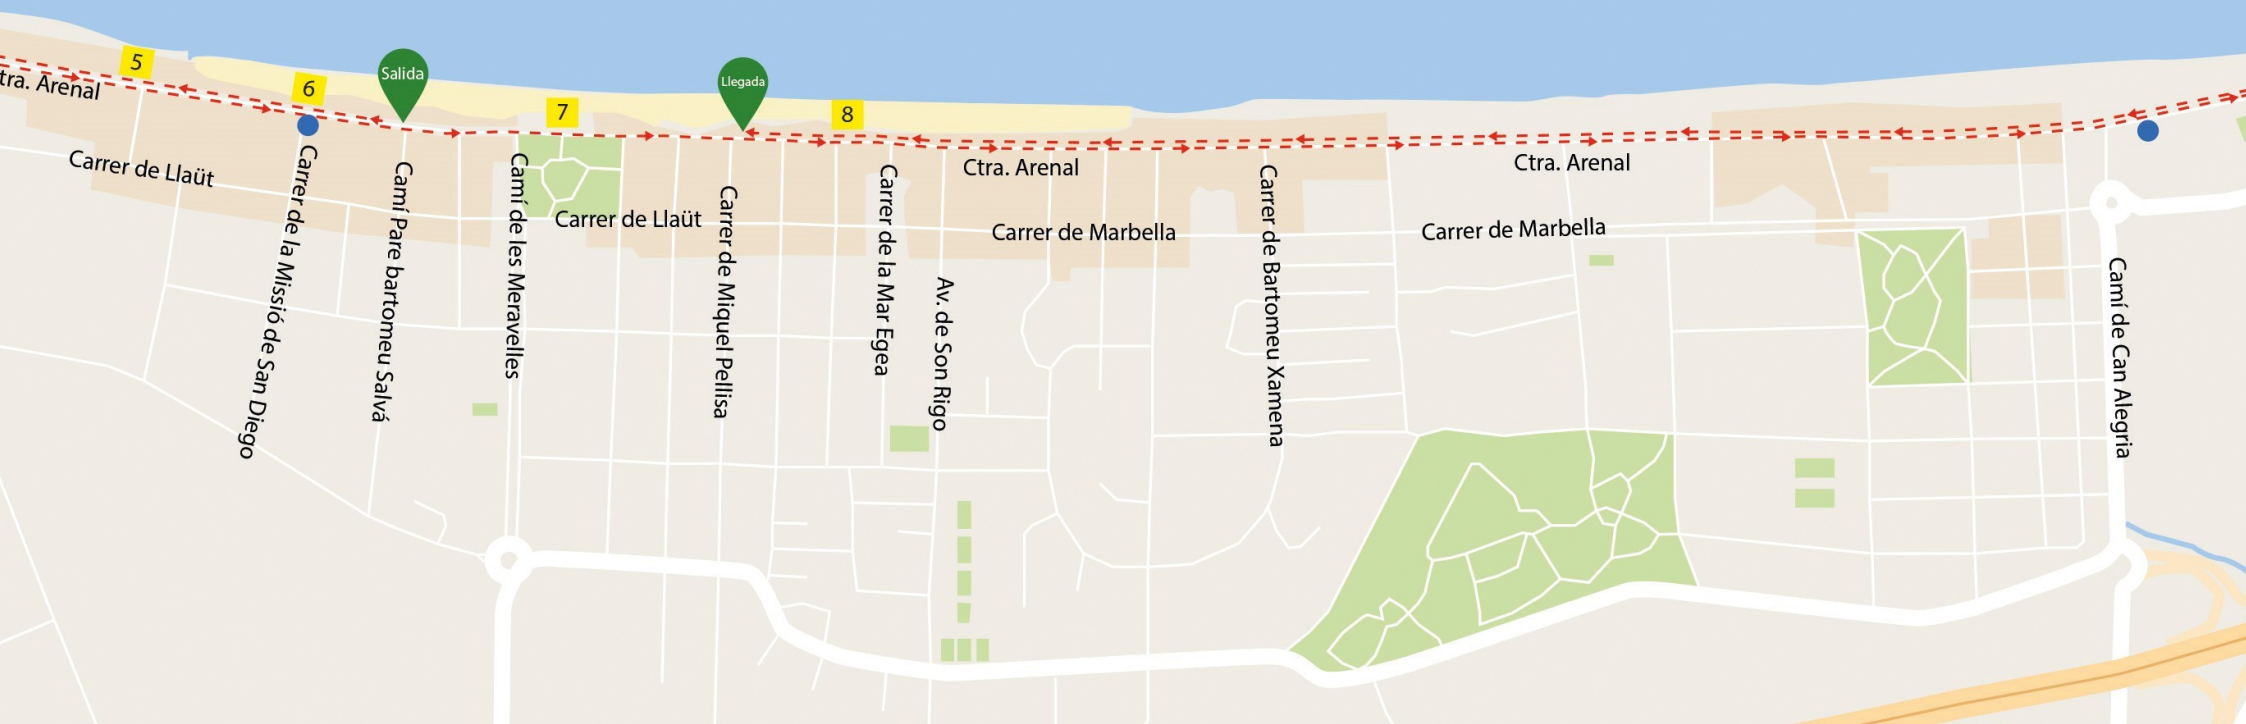 5
6
Salida
7
Llegada
8
tra. Arenal
Ctra. Arenal
Ctra. Arenal
Carrer de Llaüt
Carrer de Llaüt
Carrer de Marbella
Carrer de Marbella
Carrer de la Missió de San Diego
Camí Pare bartomeu Salvá
Camí de les Meravelles
Carrer de Miquel Pellisa
Carrer de la Mar Egea
Av. de Son Rigo
Carrer de Bartomeu Xamena
Camí de Can Alegria